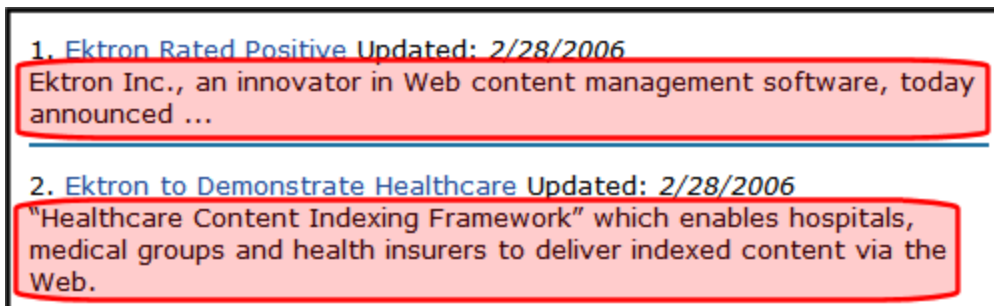 1. Ektron Rated Positive Updated: 2/28/2006
Ektron Inc., an innovator in Web content management software, today
announced ...
2. Ektron to Demonstrate Healthcare Updated: 2/28/2006
“Healthcare Content Indexing Framework” which enables hospitals,
medical groups and health insurers to deliver indexed content via the
Web.